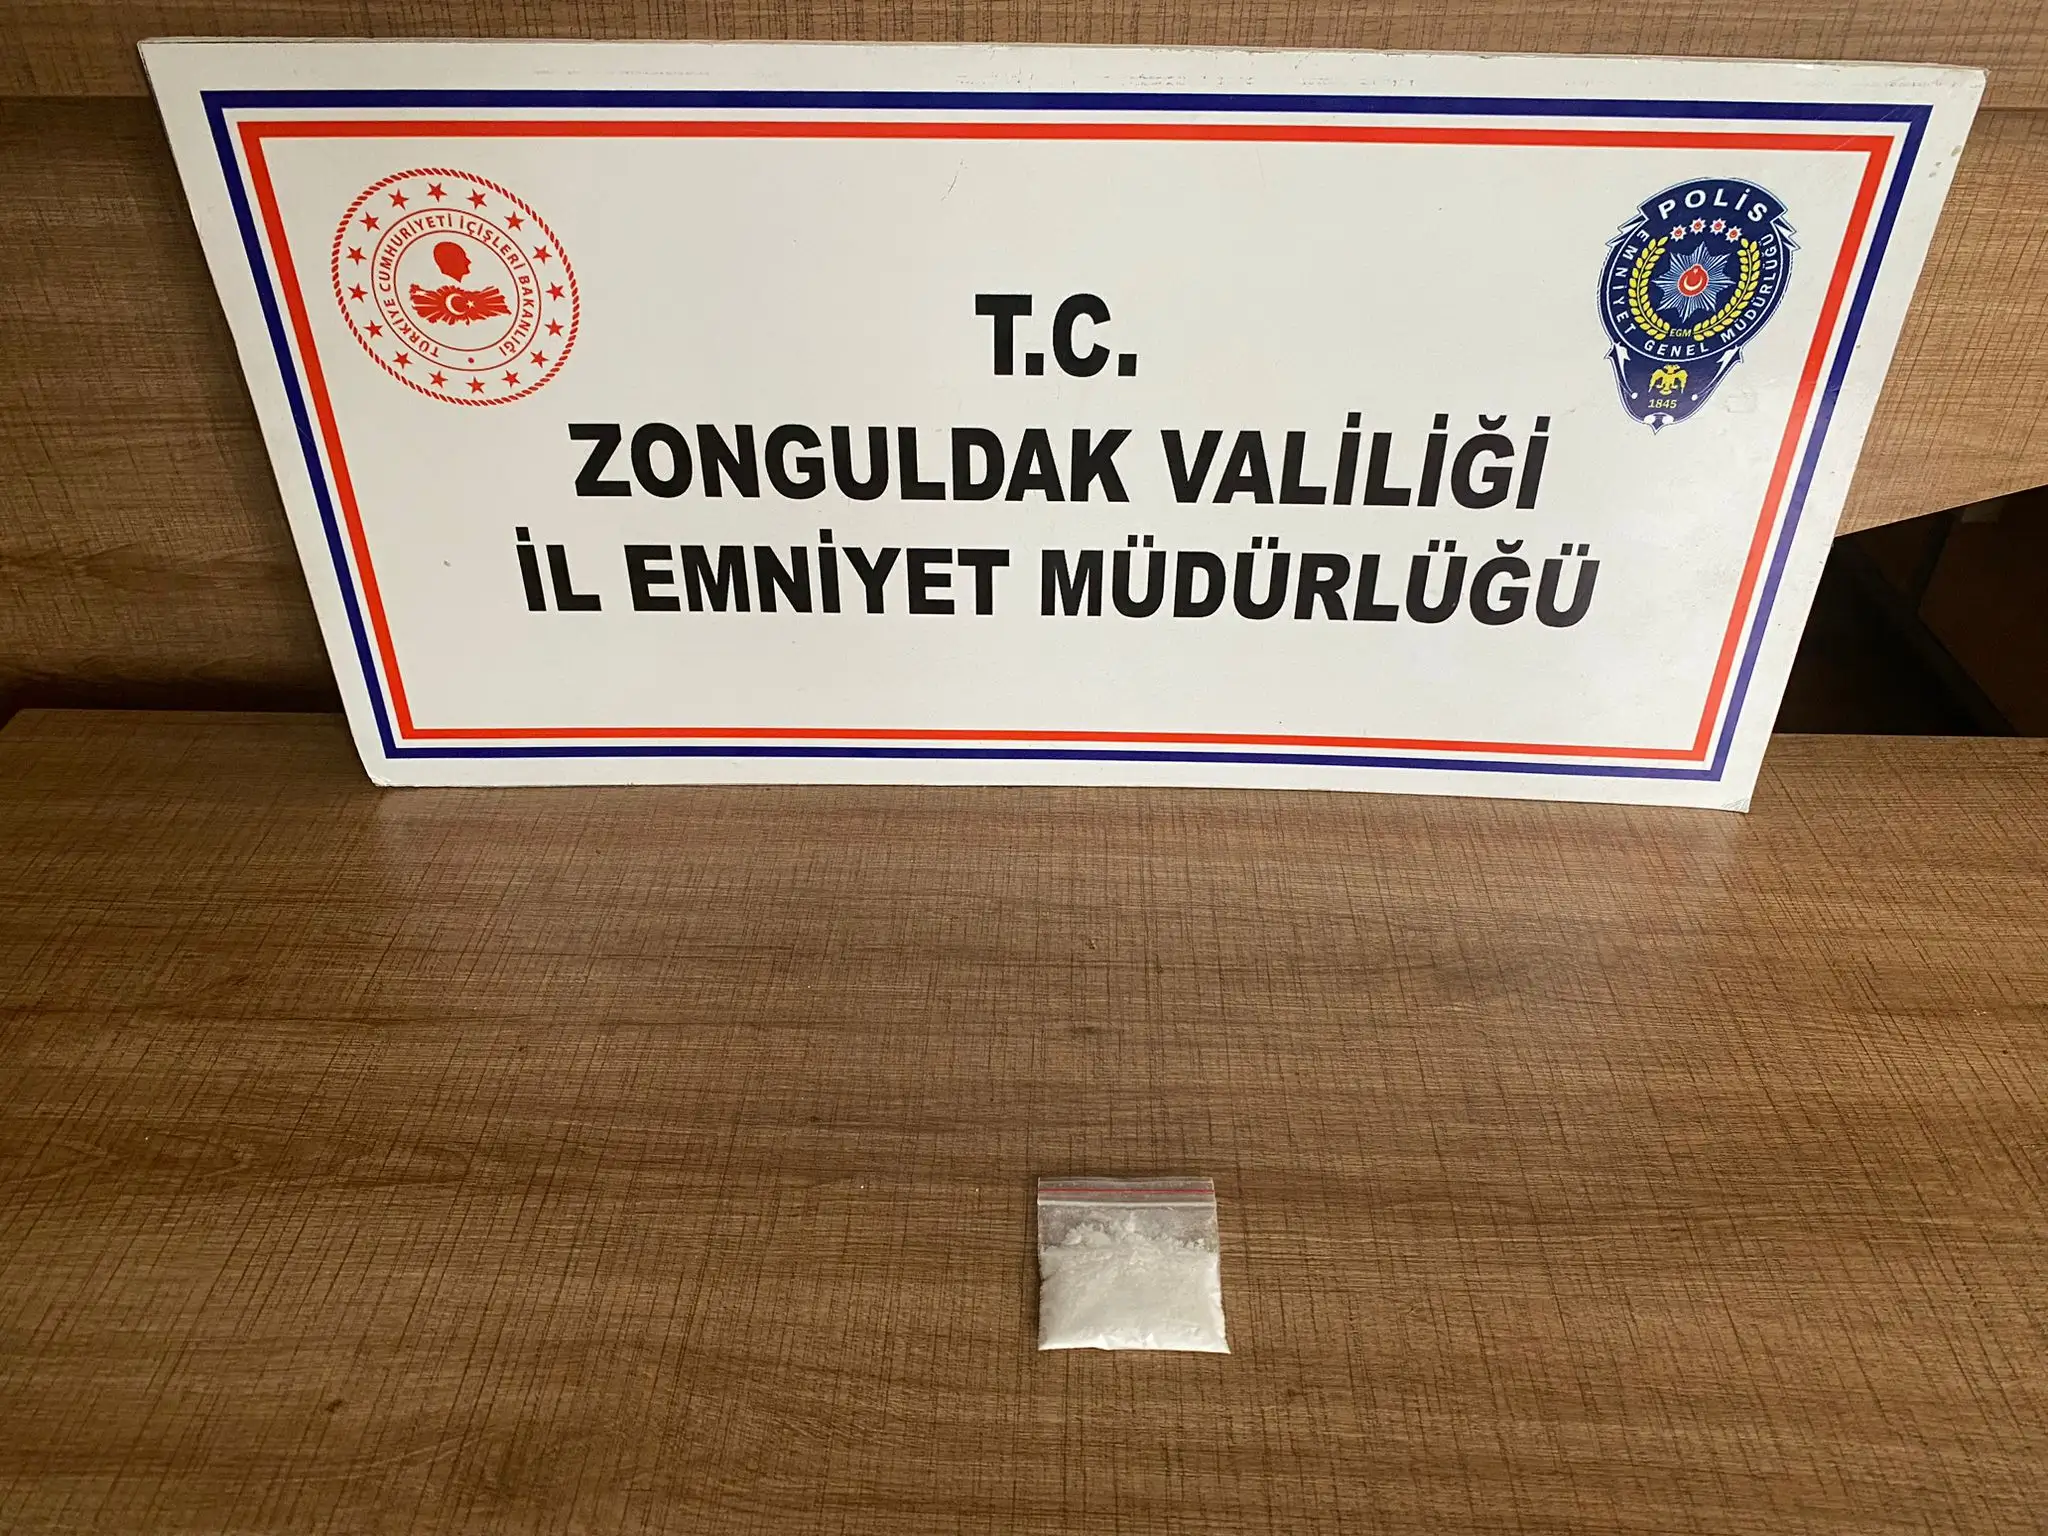 TÜRKİYE CUMHURİYETİ İÇİŞLERİ BAKANLIĞI
POLİS
EMNİYET GENEL MÜDÜRLÜĞÜ
EGM
1845
T.C.
ZONGULDAK VALİLİĞİ
İL EMNİYET MÜDÜRLÜĞÜ